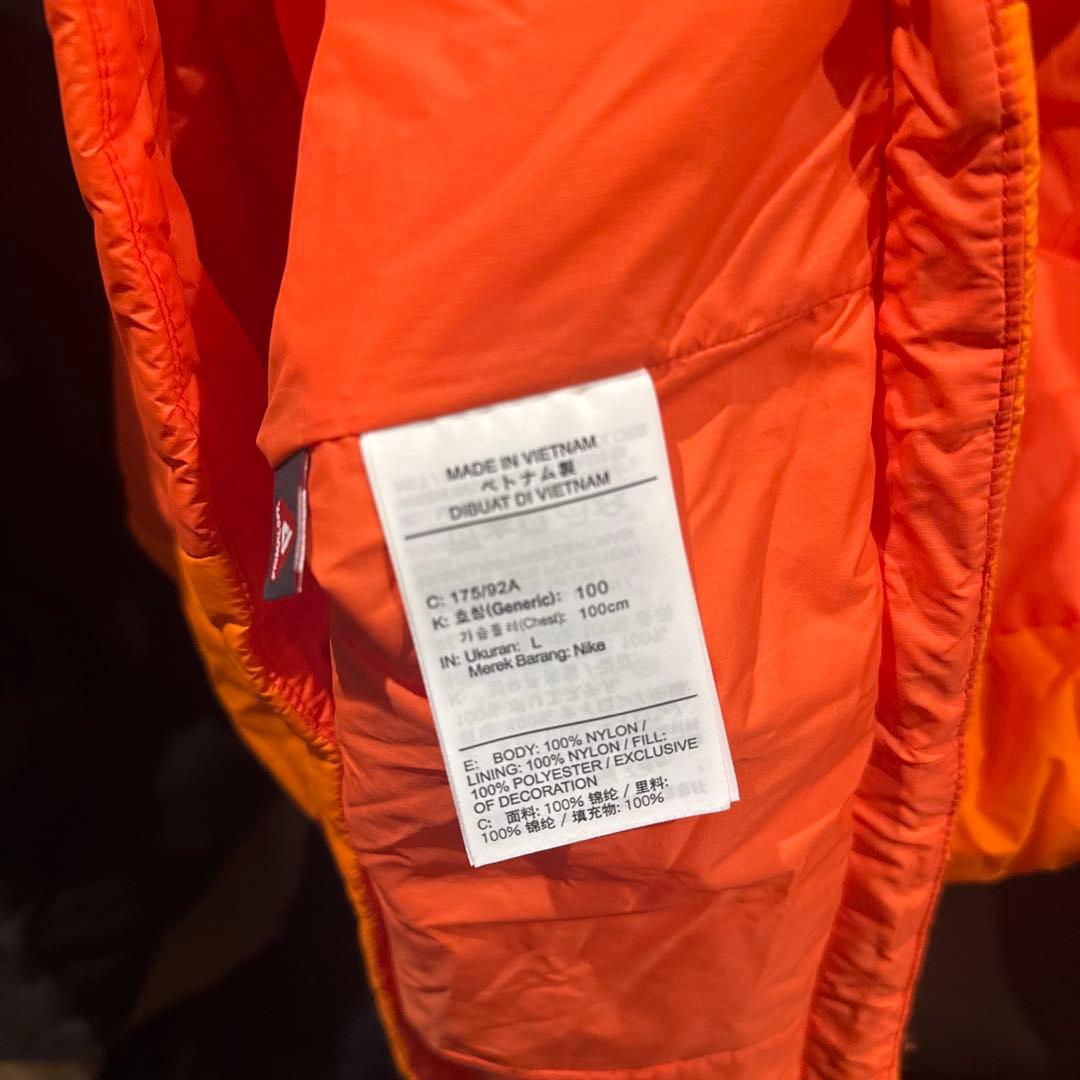 MADE IN VIETNAM
ベトナム製
DIBUAT DI VIETNAM
C: 175/92A
K: 호칭(Generic): 100
가슴둘레(Chest): 100cm
IN: Ukuran: L
Merek Barang: Nike
E: BODY: 100% NYLON /
LINING: 100% NYLON / FILL:
100% POLYESTER / EXCLUSIVE
OF DECORATION
C: 面料: 100% 锦纶 / 里料:
100% 锦纶 / 填充物: 100%